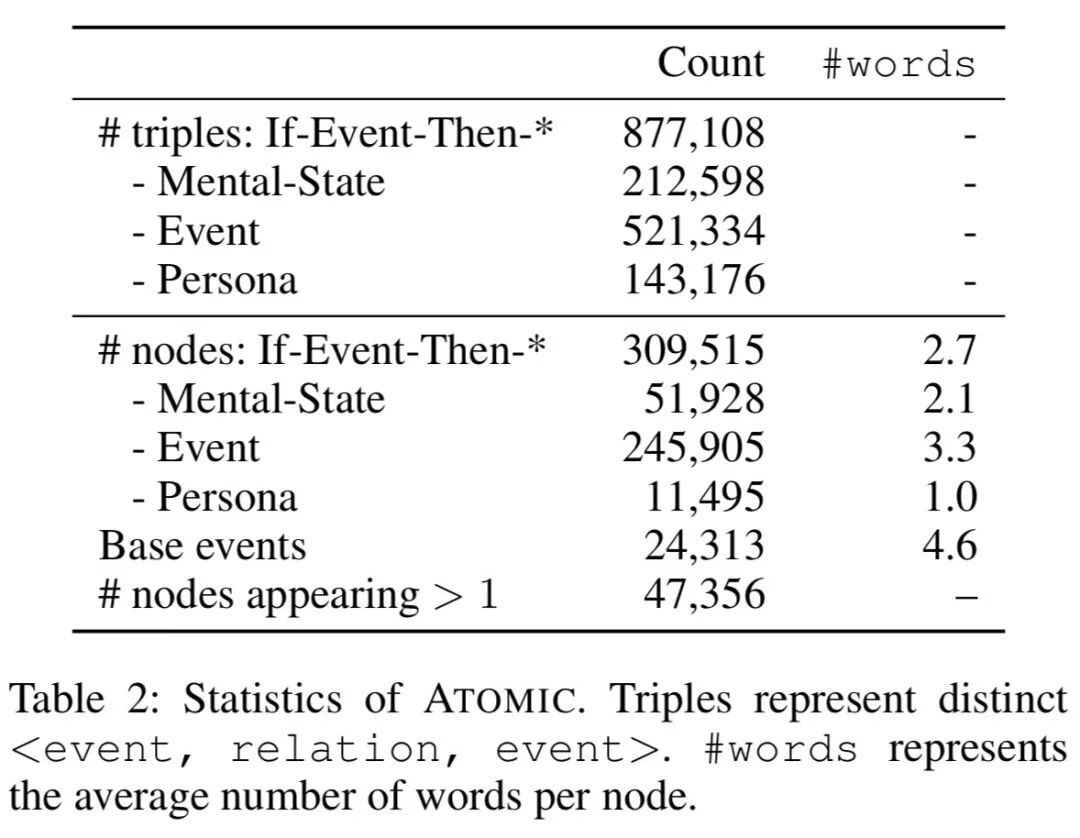 Count #words
# triples: If-Event-Then-* 877,108 -
- Mental-State 212,598 -
- Event 521,334 -
- Persona 143,176 -
# nodes: If-Event-Then-* 309,515 2.7
- Mental-State 51,928 2.1
- Event 245,905 3.3
- Persona 11,495 1.0
Base events 24,313 4.6
# nodes appearing > 1 47,356 –
Table 2: Statistics of ATOMIC. Triples represent distinct
<event, relation, event>. #words represents
the average number of words per node.